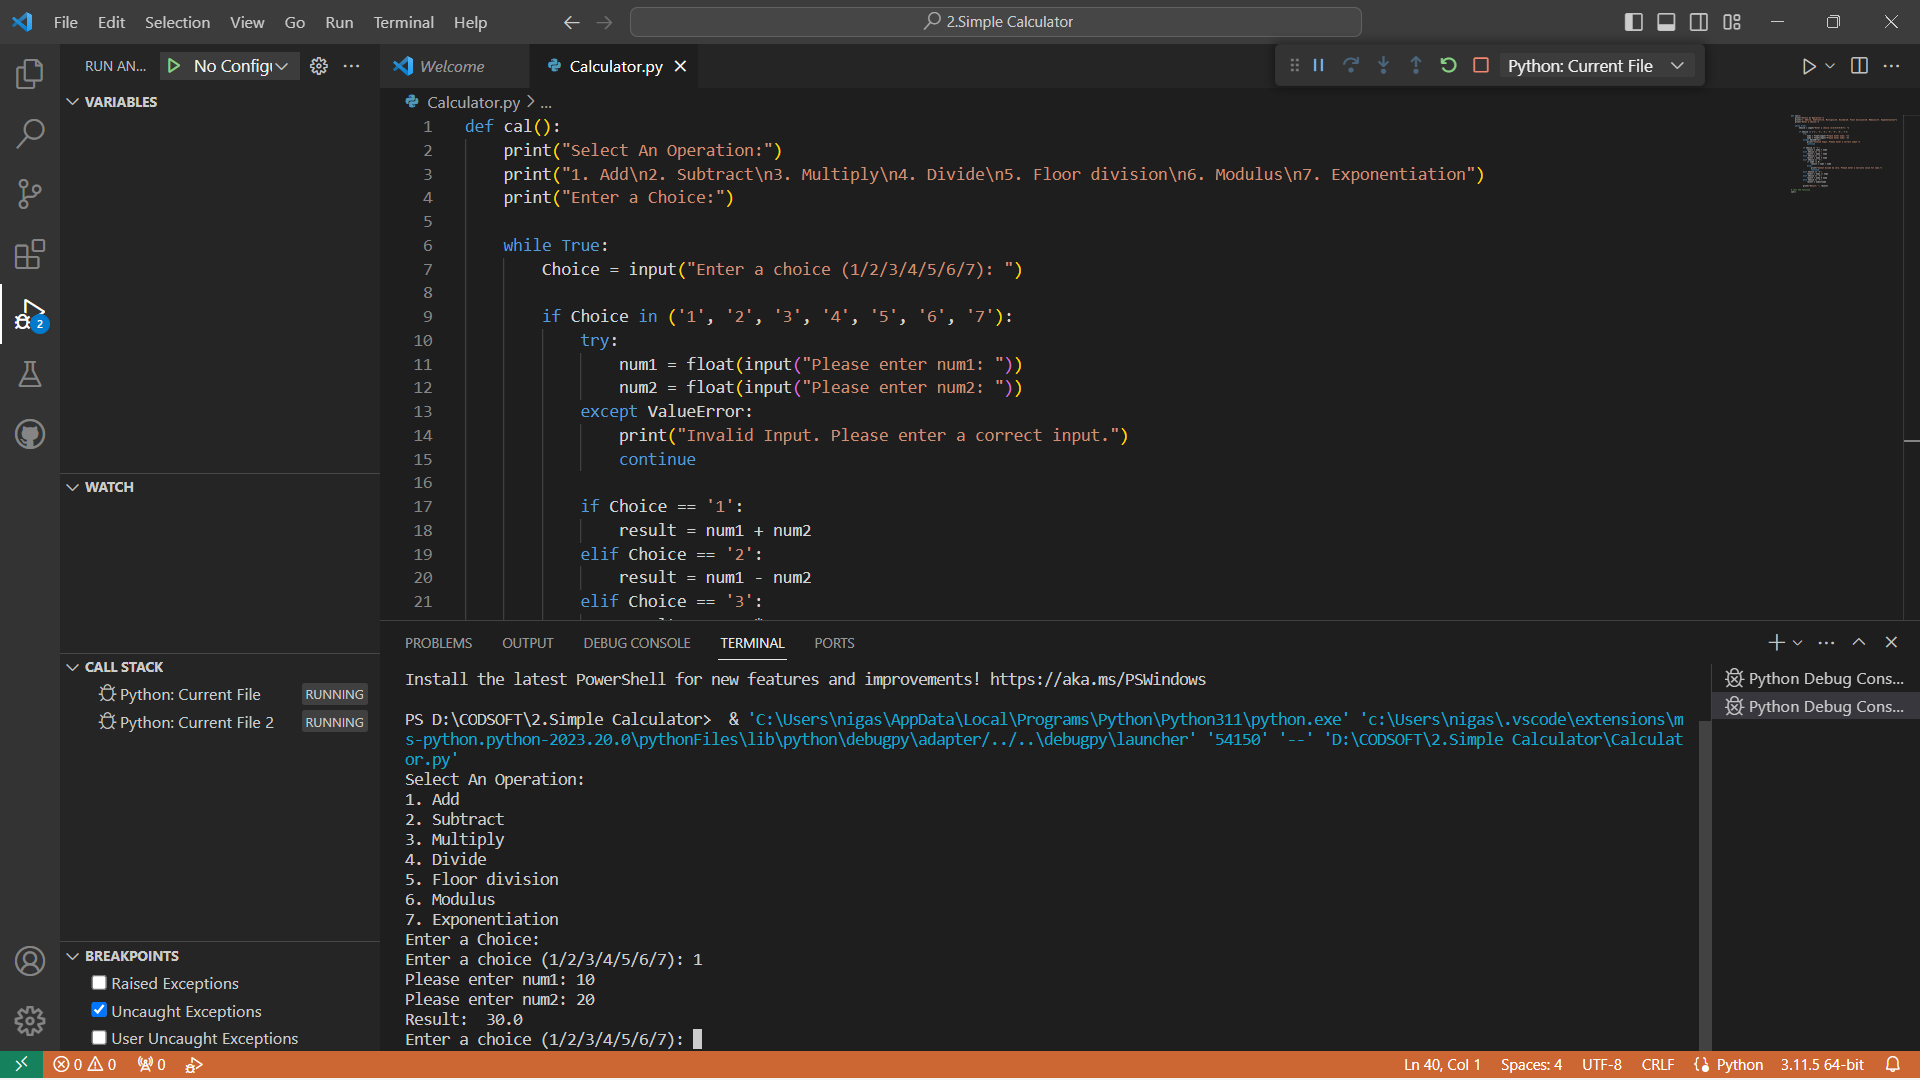 File Edit Selection View Go Run Terminal Help
2.Simple Calculator
RUN AN... No Config
Welcome
Calculator.py
Python: Current File
VARIABLES
Calculator.py > ...
1 def cal():
2 print("Select An Operation:")
3 print("1. Add\n2. Subtract\n3. Multiply\n4. Divide\n5. Floor division\n6. Modulus\n7. Exponentiation")
4 print("Enter a Choice:")
5
6 while True:
7 Choice = input("Enter a choice (1/2/3/4/5/6/7): ")
8
9 if Choice in ('1', '2', '3', '4', '5', '6', '7'):
10 try:
11 num1 = float(input("Please enter num1: "))
12 num2 = float(input("Please enter num2: "))
13 except ValueError:
14 print("Invalid Input. Please enter a correct input.")
15 continue
16
17 if Choice == '1':
18 result = num1 + num2
19 elif Choice == '2':
20 result = num1 - num2
21 elif Choice == '3':
2
WATCH
CALL STACK
Python: Current File RUNNING
Python: Current File 2 RUNNING
BREAKPOINTS
Raised Exceptions
Uncaught Exceptions
User Uncaught Exceptions
PROBLEMS OUTPUT DEBUG CONSOLE TERMINAL PORTS
Install the latest PowerShell for new features and improvements! https://aka.ms/PSWindows
PS D:\CODSOFT\2.Simple Calculator> & 'C:\Users\nigas\AppData\Local\Programs\Python\Python311\python.exe' 'c:\Users\nigas\.vscode\extensions\m
s-python.python-2023.20.0\pythonFiles\lib\python\debugpy\adapter/../..\debugpy\launcher' '54150' '--' 'D:\CODSOFT\2.Simple Calculator\Calculat
or.py'
Select An Operation:
1. Add
2. Subtract
3. Multiply
4. Divide
5. Floor division
6. Modulus
7. Exponentiation
Enter a Choice:
Enter a choice (1/2/3/4/5/6/7): 1
Please enter num1: 10
Please enter num2: 20
Result:  30.0
Enter a choice (1/2/3/4/5/6/7):
Python Debug Cons...
Python Debug Cons...
0 0 0
Ln 40, Col 1 Spaces: 4 UTF-8 CRLF Python 3.11.5 64-bit